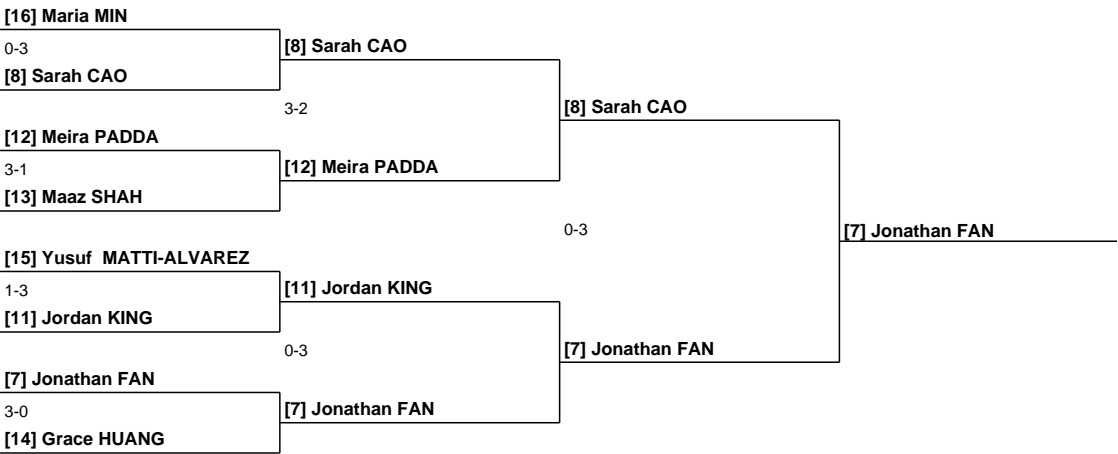 [16] Maria MIN
0-3
[8] Sarah CAO
[8] Sarah CAO
3-2
[8] Sarah CAO
[12] Meira PADDA
3-1
[12] Meira PADDA
[13] Maaz SHAH
0-3
[7] Jonathan FAN
[15] Yusuf  MATTI-ALVAREZ
1-3
[11] Jordan KING
[11] Jordan KING
0-3
[7] Jonathan FAN
[7] Jonathan FAN
3-0
[7] Jonathan FAN
[14] Grace HUANG